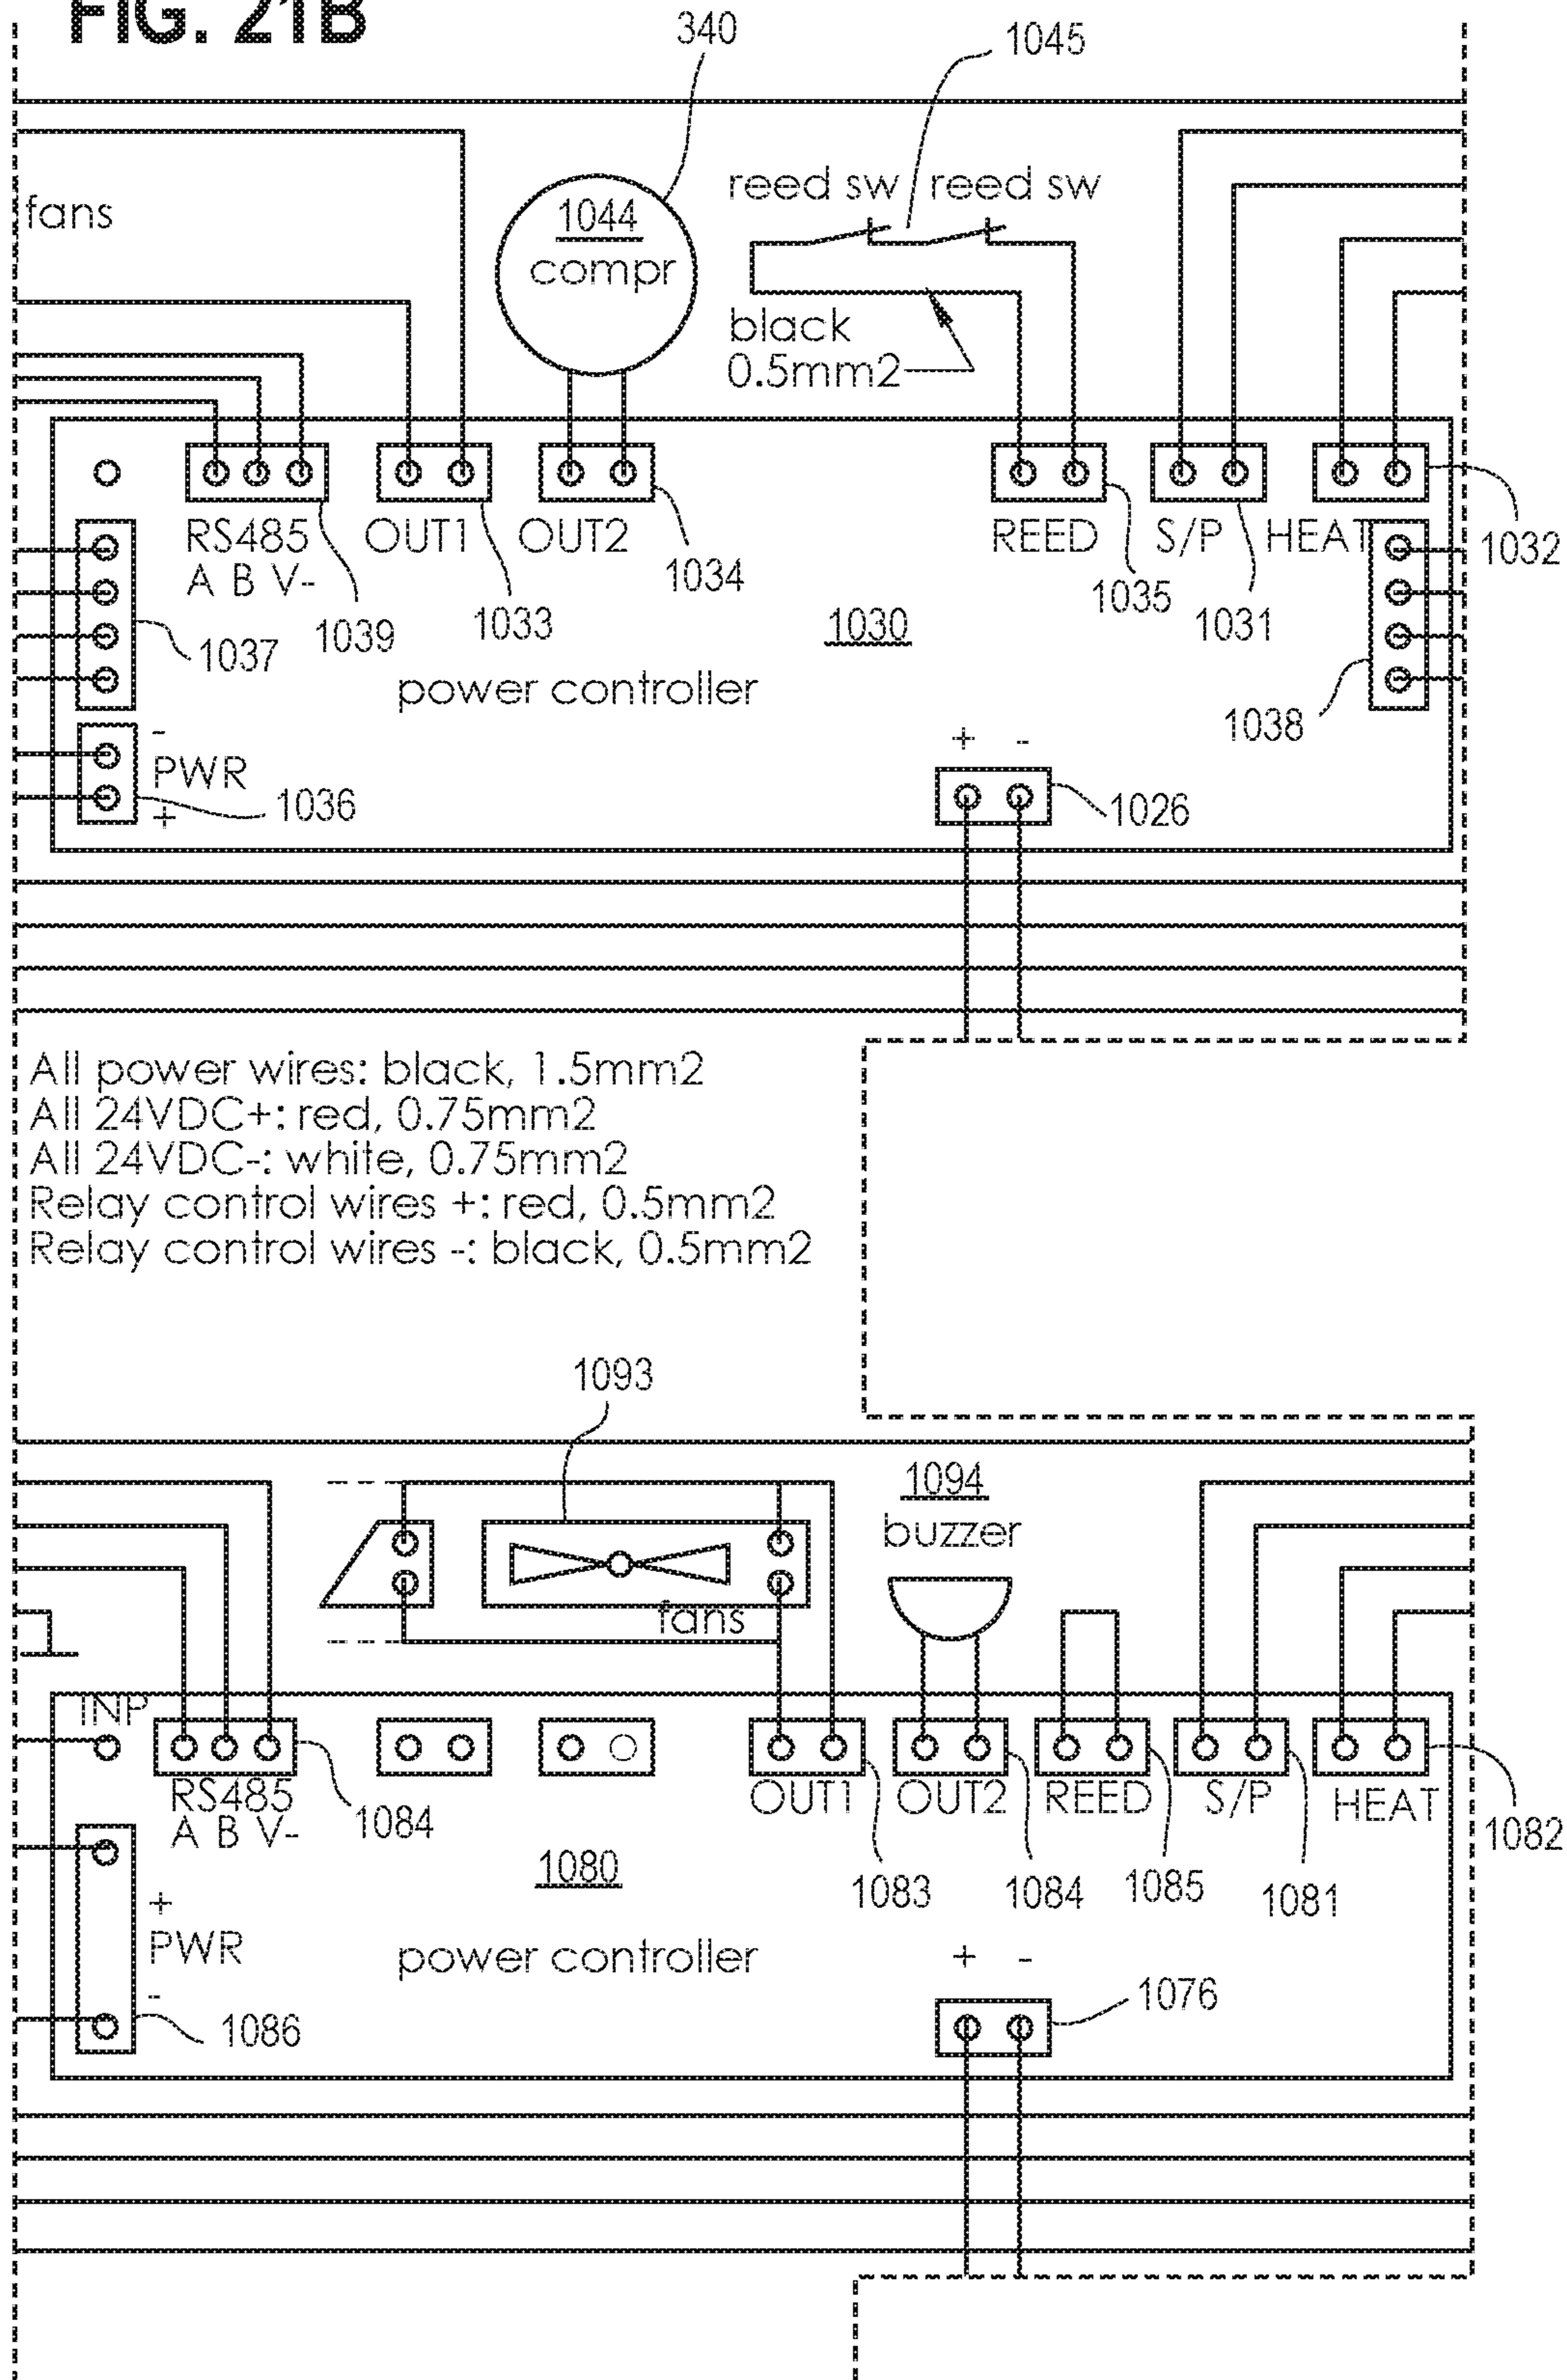 FIG. 21B
340
1045
reed sw reed sw
fans
1044
compr
black
0.5mm2
RS485
A B V-
OUT1
OUT2
REED
S/P
HEAT
1032
1034
1035
1037
1039
1033
1030
1031
power controller
1038
-
PWR
+
1036
+ -
1026
All power wires: black, 1.5mm2
All 24VDC+: red, 0.75mm2
All 24VDC-: white, 0.75mm2
Relay control wires +: red, 0.5mm2
Relay control wires -: black, 0.5mm2
1093
1094
buzzer
fans
INP
RS485
A B V-
1084
OUT1
OUT2
REED
S/P
HEAT
1082
1080
1083
1084
1085
1081
+
PWR
-
1086
power controller
+ -
1076